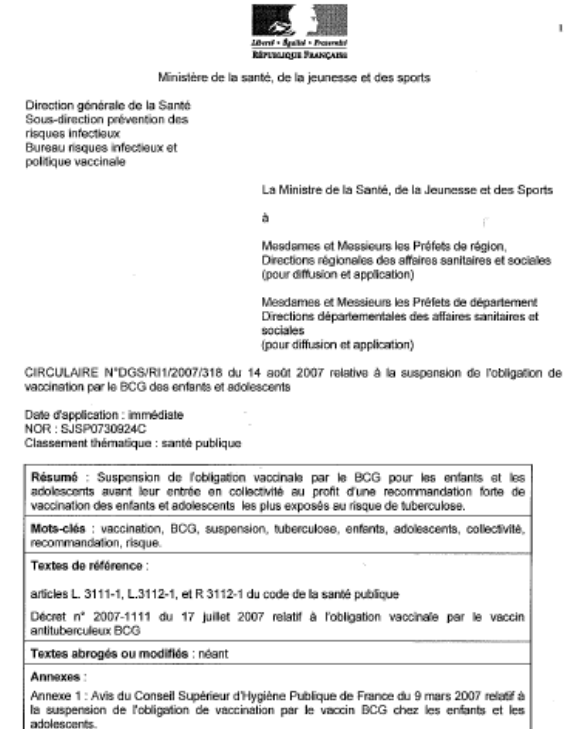 Liberté • Égalité • Fraternité
RÉPUBLIQUE FRANÇAISE
Ministère de la santé, de la jeunesse et des sports
Direction générale de la Santé
Sous-direction prévention des
risques infectieux
Bureau risques infectieux et
politique vaccinale
La Ministre de la Santé, de la Jeunesse et des Sports
à
Mesdames et Messieurs les Préfets de région,
Directions régionales des affaires sanitaires et sociales
(pour diffusion et application)
Mesdames et Messieurs les Préfets de département
Directions départementales des affaires sanitaires et
sociales
(pour diffusion et application)
CIRCULAIRE N°DGS/RI1/2007/318 du 14 août 2007 relative à la suspension de l'obligation de
vaccination par le BCG des enfants et adolescents
Date d'application : immédiate
NOR : SJSP0730924C
Classement thématique : santé publique
Résumé : Suspension de l'obligation vaccinale par le BCG pour les enfants et les
adolescents avant leur entrée en collectivité au profit d'une recommandation forte de
vaccination des enfants et adolescents les plus exposés au risque de tuberculose.
Mots-clés : vaccination, BCG, suspension, tuberculose, enfants, adolescents, collectivité,
recommandation, risque.
Textes de référence :
articles L. 3111-1, L.3112-1, et R 3112-1 du code de la santé publique
Décret n° 2007-1111 du 17 juillet 2007 relatif à l'obligation vaccinale par le vaccin
antituberculeux BCG
Textes abrogés ou modifiés : néant
Annexes :
Annexe 1 : Avis du Conseil Supérieur d'Hygiène Publique de France du 9 mars 2007 relatif à
la suspension de l'obligation de vaccination par le vaccin BCG chez les enfants et les
adolescents.